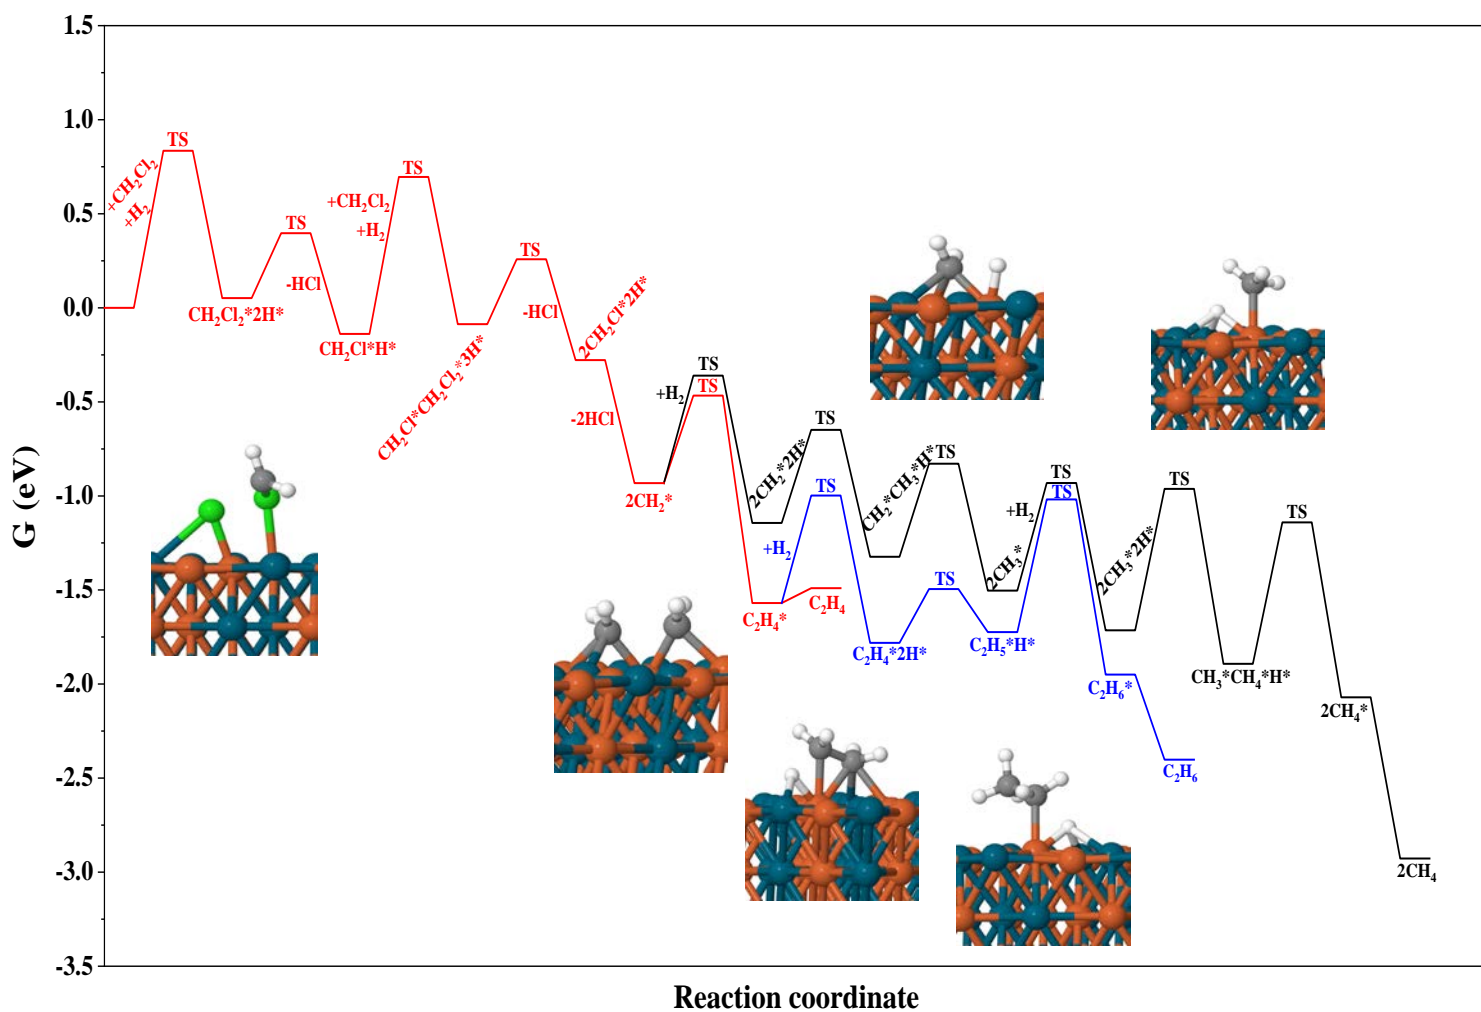 G (eV)
1.5
1.0
0.5
0.0
-0.5
-1.0
-1.5
-2.0
-2.5
-3.0
-3.5
+CH₂Cl₂
+H₂
TS
CH₂Cl₂*2H*
TS
-HCl
CH₂Cl*H*
+CH₂Cl₂
+H₂
TS
CH₂Cl*CH₂Cl₂*3H*
TS
-HCl
2CH₂Cl*2H*
-2HCl
2CH₂*
+H₂
TS
TS
2CH₂*2H*
TS
CH₂*CH₃*H*
TS
2CH₃*
+H₂
TS
2CH₃*2H*
TS
CH₃*CH₄*H*
TS
2CH₄*
2CH₄
C₂H₄*
C₂H₄
+H₂
TS
C₂H₄*2H*
TS
C₂H₅*H*
TS
C₂H₆*
C₂H₆
Reaction coordinate